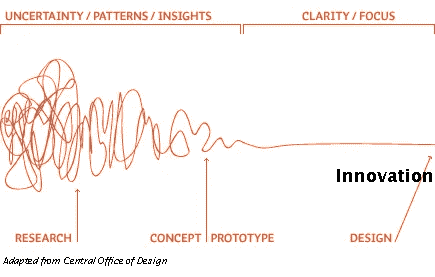 UNCERTAINTY / PATTERNS / INSIGHTS
CLARITY / FOCUS
Innovation
RESEARCH
CONCEPT
PROTOTYPE
DESIGN
Adapted from Central Office of Design